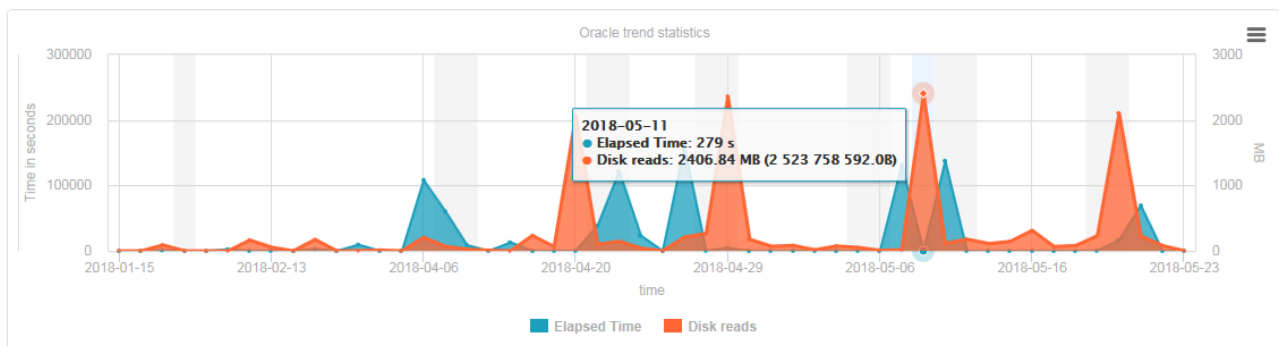 Oracle trend statistics
300000
200000
100000
0
Time in seconds
3000
2000
1000
0
MB
2018-05-11
Elapsed Time: 279 s
Disk reads: 2406.84 MB (2 523 758 592.0B)
2018-01-15 2018-02-13 2018-04-06 2018-04-20 2018-04-29 2018-05-06 2018-05-16 2018-05-23
time
Elapsed Time Disk reads